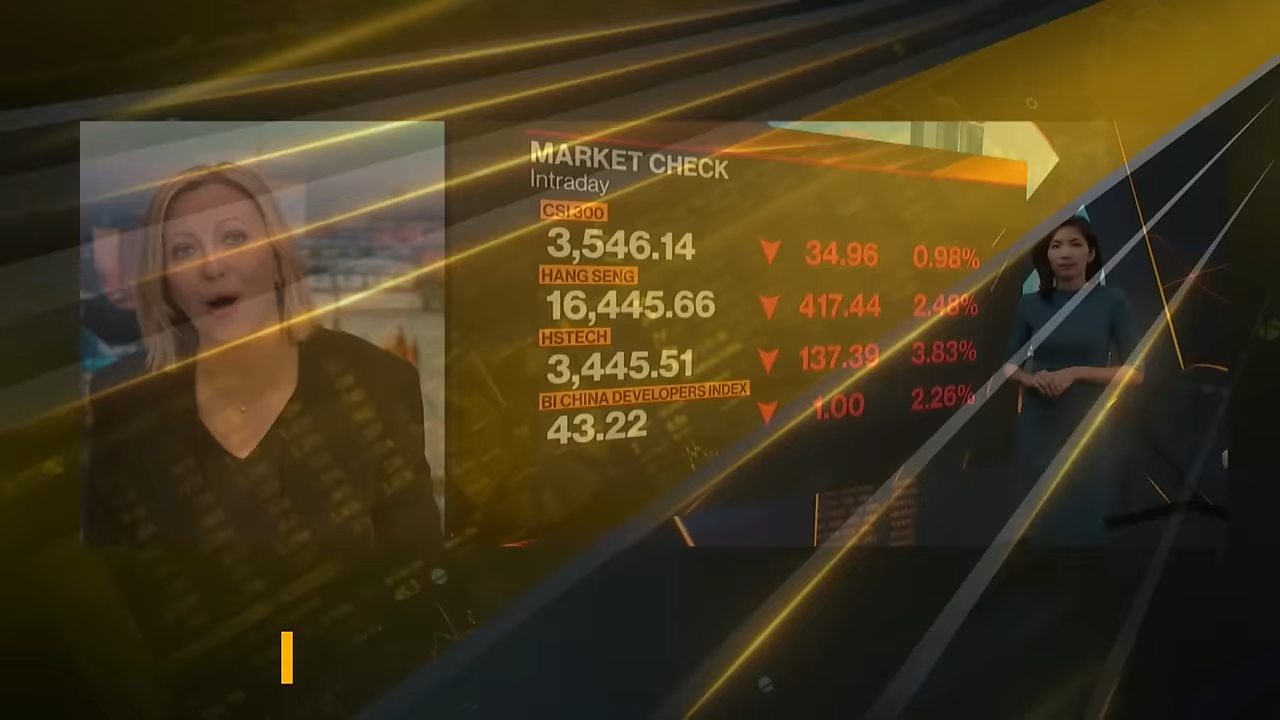 MARKET CHECK
Intraday
CSI 300
3,546.14 34.96 0.98%
HANG SENG
16,445.66 417.44 2.48%
HSTECH
3,445.51 137.39 3.83%
BI CHINA DEVELOPERS INDEX
43.22 1.00 2.26%